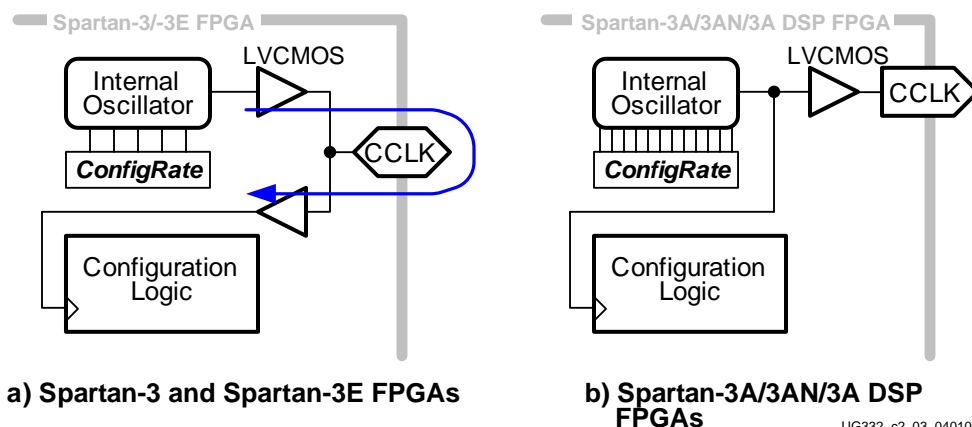 Spartan-3/-3E FPGA
LVCMOS
Internal
Oscillator
CCLK
ConfigRate
Configuration
Logic
a) Spartan-3 and Spartan-3E FPGAs
Spartan-3A/3AN/3A DSP FPGA
LVCMOS
Internal
Oscillator
CCLK
ConfigRate
Configuration
Logic
b) Spartan-3A/3AN/3A DSP
FPGAs
UG332_c2_03_04010